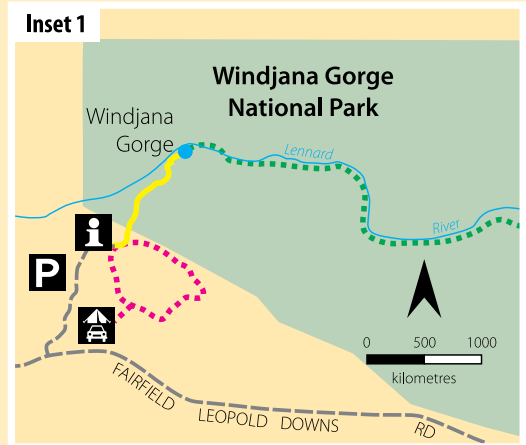 Inset 1
Windjana Gorge
National Park
Windjana
Gorge
Lennard
River
i
P
0 500 1000
kilometres
FAIRFIELD LEOPOLD DOWNS RD